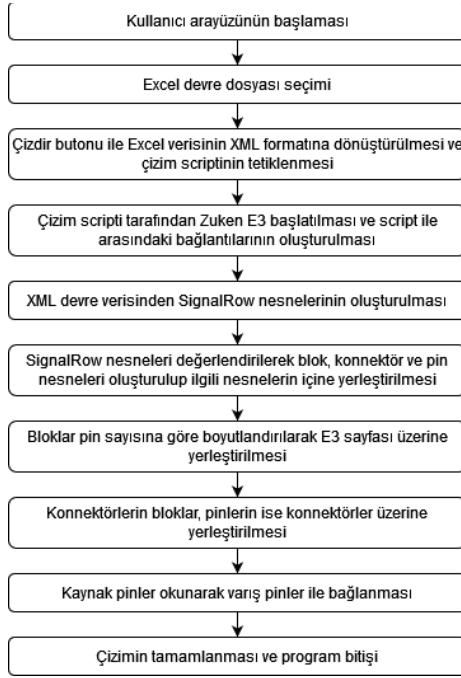 Kullanıcı arayüzünün başlaması
Excel devre dosyası seçimi
Çizdir butonu ile Excel verisinin XML formatına dönüştürülmesi ve
çizim scriptinin tetiklenmesi
Çizim scripti tarafından Zuken E3 başlatılması ve script ile
arasındaki bağlantılarının oluşturulması
XML devre verisinden SignalRow nesnelerinin oluşturulması
SignalRow nesneleri değerlendirilerek blok, konnektör ve pin
nesneleri oluşturulup ilgili nesnelerin içine yerleştirilmesi
Bloklar pin sayısına göre boyutlandırılarak E3 sayfası üzerine
yerleştirilmesi
Konnektörlerin bloklar, pinlerin ise konnektörler üzerine
yerleştirilmesi
Kaynak pinler okunarak varış pinler ile bağlanması
Çizimin tamamlanması ve program bitişi